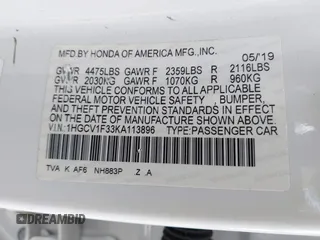 MFD BY HONDA OF AMERICA MFG.,INC.
05/'19
GVWR 4475LBS GAWR F 2359LBS R 2116LBS
GVWR 2030KG GAWR F 1070KG R 960KG
THIS VEHICLE CONFORMS TO ALL APPLICABLE
FEDERAL MOTOR VEHICLE SAFETY, BUMPER,
AND THEFT PREVENTION STANDARDS IN EFFECT
ON THE DATE OF MANUFACTURE SHOWN ABOVE.
V.I.N:1HGCV1F33KA113896 TYPE:PASSENGER CAR
TVA K AF6 NH883P Z A
DREAMBID